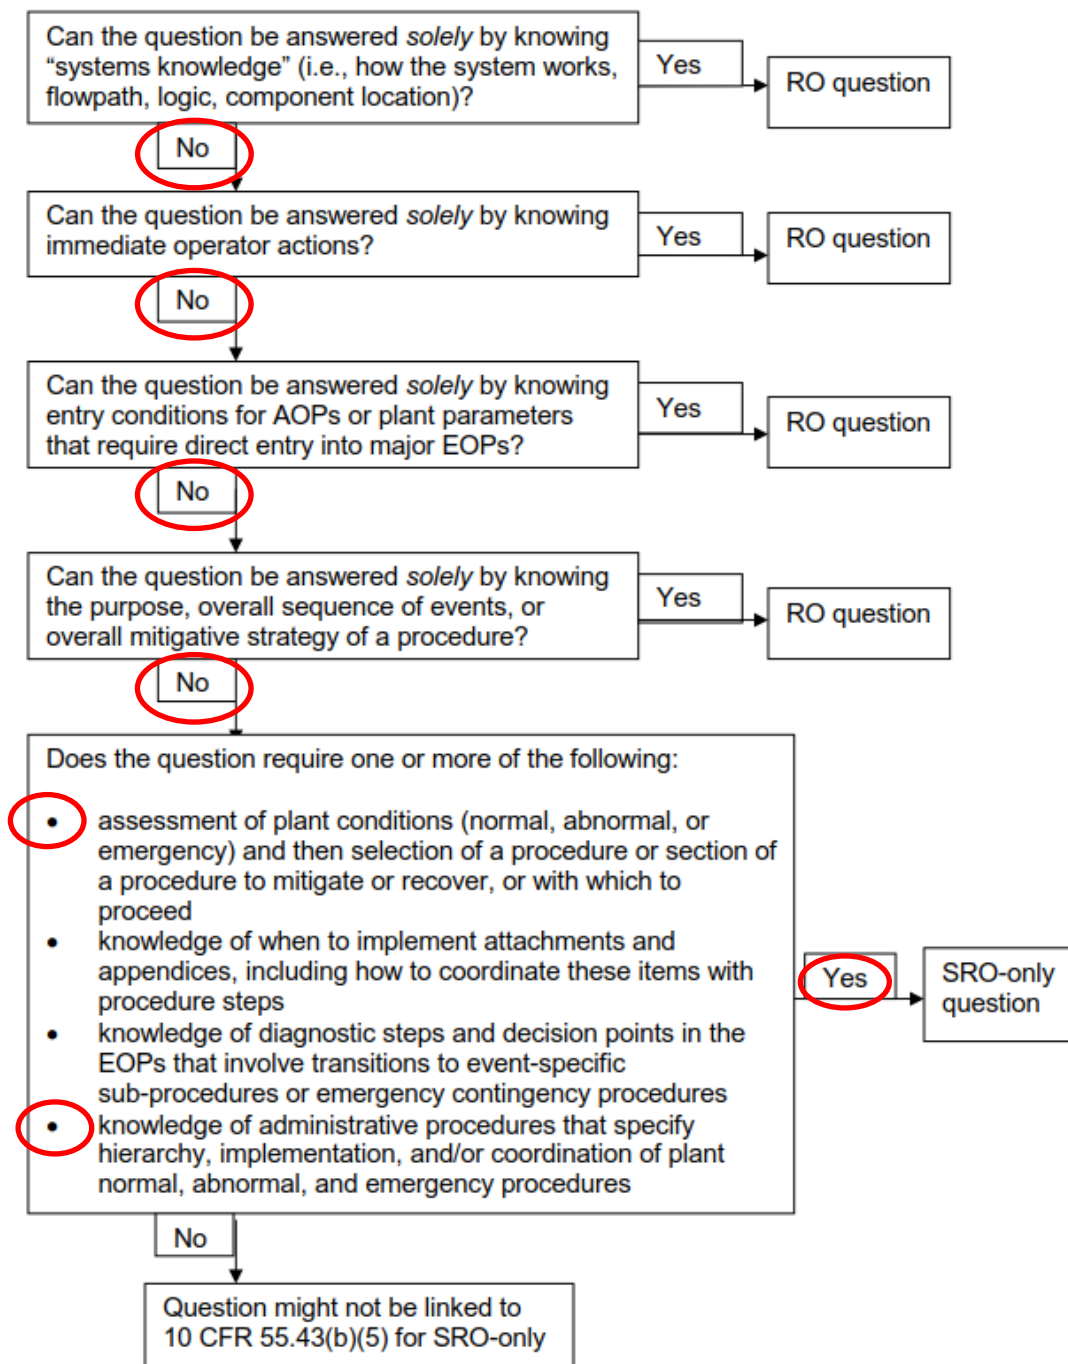 Can the question be answered solely by knowing
“systems knowledge” (i.e., how the system works,
flowpath, logic, component location)?
Yes
RO question
No
Can the question be answered solely by knowing
immediate operator actions?
Yes
RO question
No
Can the question be answered solely by knowing
entry conditions for AOPs or plant parameters
that require direct entry into major EOPs?
Yes
RO question
No
Can the question be answered solely by knowing
the purpose, overall sequence of events, or
overall mitigative strategy of a procedure?
Yes
RO question
No
Does the question require one or more of the following:
• assessment of plant conditions (normal, abnormal, or
emergency) and then selection of a procedure or section of
a procedure to mitigate or recover, or with which to
proceed
• knowledge of when to implement attachments and
appendices, including how to coordinate these items with
procedure steps
• knowledge of diagnostic steps and decision points in the
EOPs that involve transitions to event-specific
sub-procedures or emergency contingency procedures
• knowledge of administrative procedures that specify
hierarchy, implementation, and/or coordination of plant
normal, abnormal, and emergency procedures
Yes
SRO-only
question
No
Question might not be linked to
10 CFR 55.43(b)(5) for SRO-only